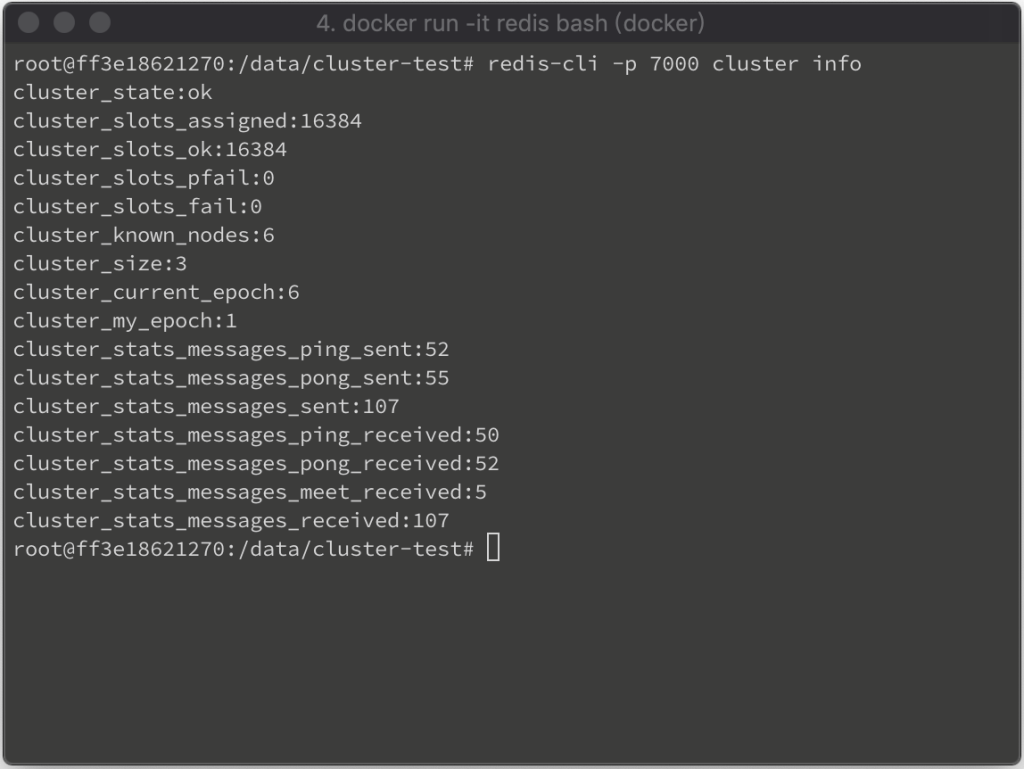 4. docker run -it redis bash (docker)
root@ff3e18621270:/data/cluster-test# redis-cli -p 7000 cluster info
cluster_state:ok
cluster_slots_assigned:16384
cluster_slots_ok:16384
cluster_slots_pfail:0
cluster_slots_fail:0
cluster_known_nodes:6
cluster_size:3
cluster_current_epoch:6
cluster_my_epoch:1
cluster_stats_messages_ping_sent:52
cluster_stats_messages_pong_sent:55
cluster_stats_messages_sent:107
cluster_stats_messages_ping_received:50
cluster_stats_messages_pong_received:52
cluster_stats_messages_meet_received:5
cluster_stats_messages_received:107
root@ff3e18621270:/data/cluster-test#